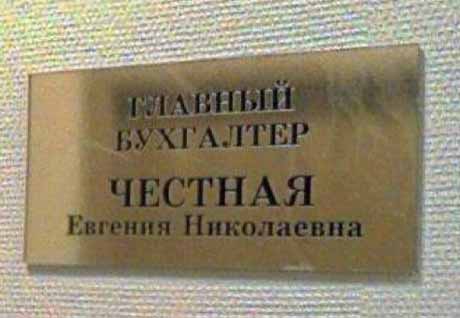 ГЛАВНЫЙ
БУХГАЛТЕР
ЧЕСТНАЯ
Евгения Николаевна